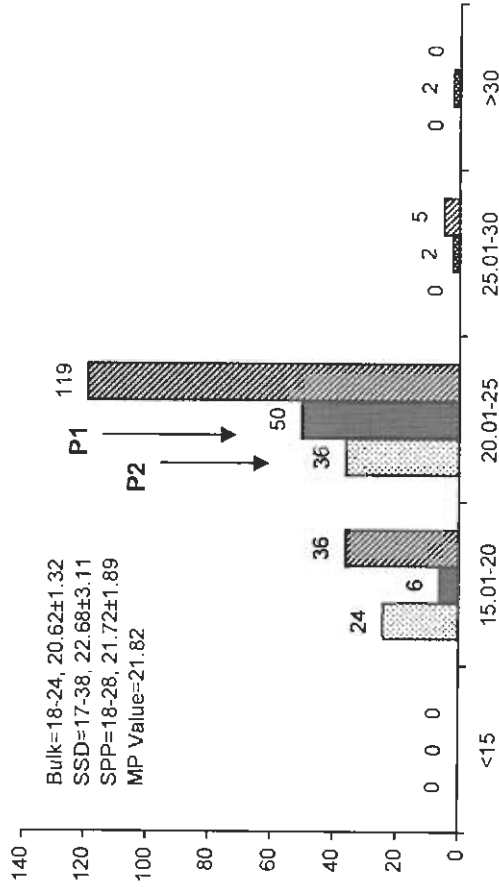 Bulk=18-24, 20.62±1.32
SSD=17-38, 22.68±3.11
SPP=18-28, 21.72±1.89
MP Value=21.82
P1
P2
140
120
100
80
60
40
20
0
0 0 0
24 6 36
36 50 119
0 2 5
0 2 0
<15 15.01-20 20.01-25 25.01-30 >30